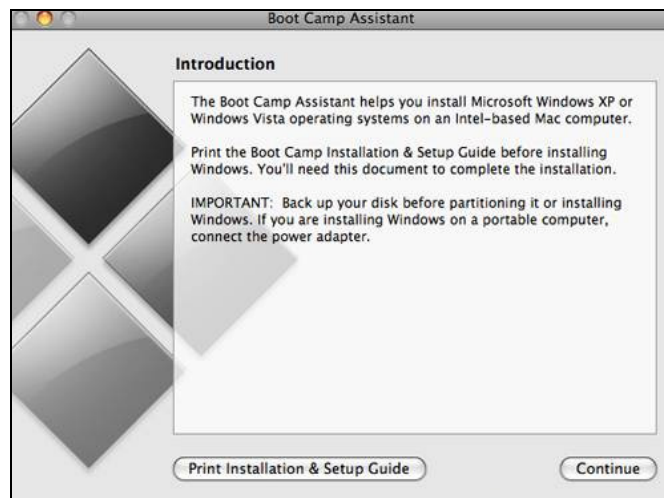 Boot Camp Assistant
Introduction
The Boot Camp Assistant helps you install Microsoft Windows XP or
Windows Vista operating systems on an Intel-based Mac computer.
Print the Boot Camp Installation & Setup Guide before installing
Windows. You'll need this document to complete the installation.
IMPORTANT: Back up your disk before partitioning it or installing
Windows. If you are installing Windows on a portable computer,
connect the power adapter.
Print Installation & Setup Guide
Continue